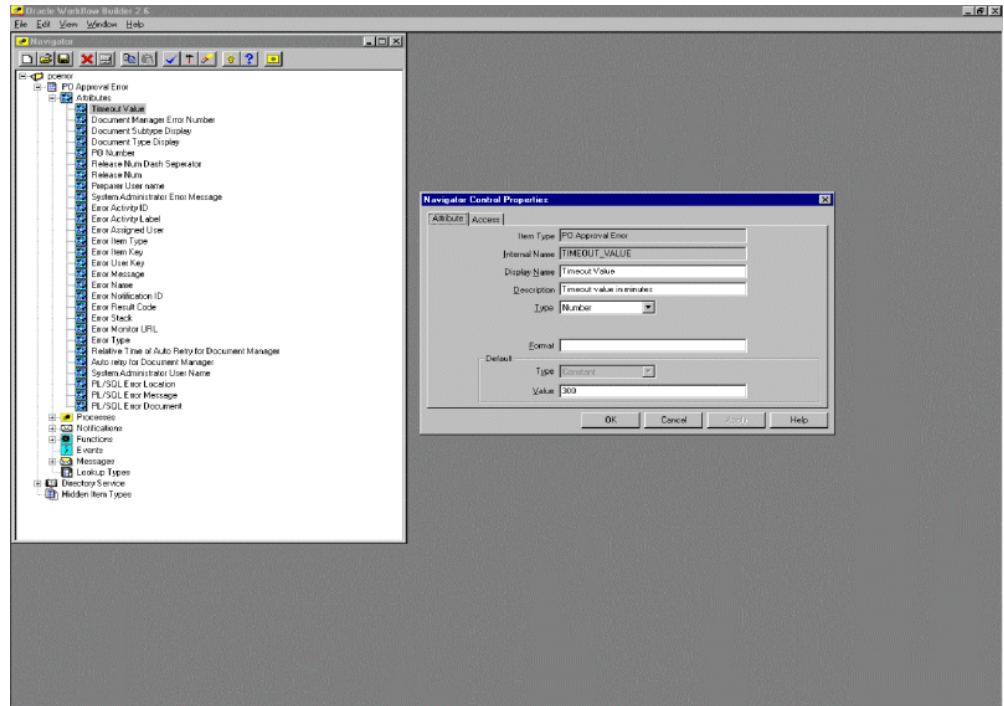 Oracle Workflow Builder 2.6
File Edit View Window Help
Navigator
poerror
PO Approval Error
Attributes
Timeout Value
Document Manager Error Number
Document Subtype Display
Document Type Display
PO Number
Release Num Dash Seperator
Release Num
Preparer User name
System Administrator Error Message
Error Activity ID
Error Activity Label
Error Assigned User
Error Item Type
Error Item Key
Error User Key
Error Message
Error Name
Error Notification ID
Error Result Code
Error Stack
Error Monitor URL
Error Type
Relative Time of Auto Retry for Document Manager
Auto retry for Document Manager
System Administrator User Name
PL/SQL Error Location
PL/SQL Error Message
PL/SQL Error Document
Processes
Notifications
Functions
Events
Messages
Lookup Types
Directory Service
Hidden Item Types
Navigator Control Properties
Attribute Access
Item Type PO Approval Error
Internal Name TIMEOUT_VALUE
Display Name Timeout Value
Description Timeout value in minutes
Type Number
Format
Default
Type Constant
Value 300
OK Cancel Apply Help